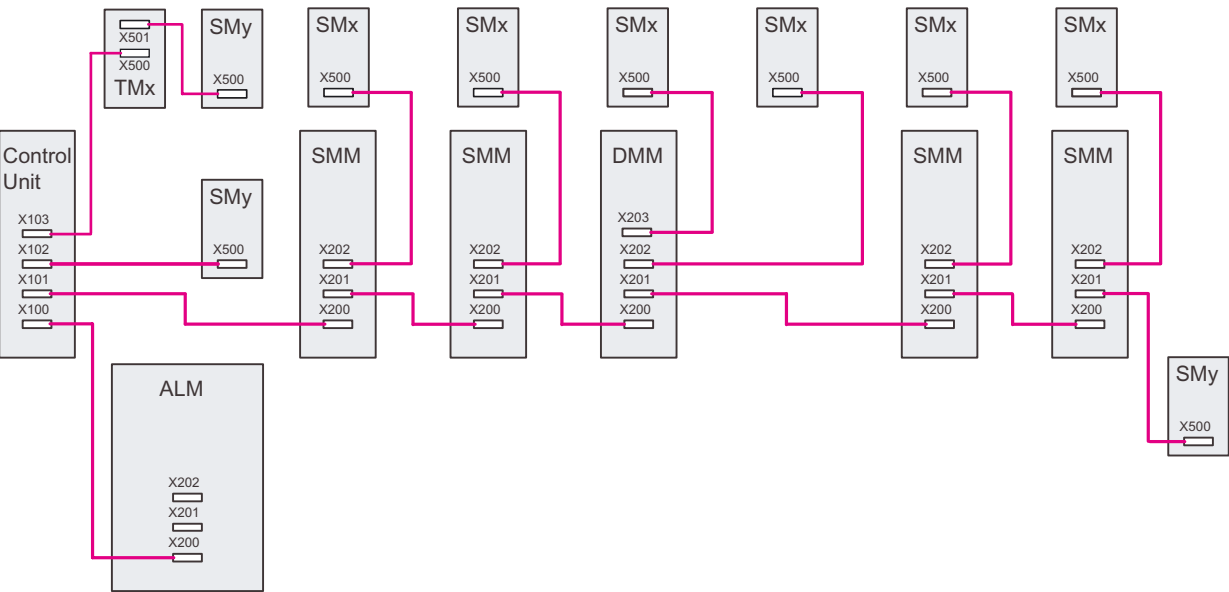 X501
X500
TMx
SMy
X500
SMx
X500
SMx
X500
SMx
X500
SMx
X500
SMx
X500
SMx
X500
Control
Unit
X103
X102
X101
X100
SMy
X500
SMM
X202
X201
X200
SMM
X202
X201
X200
DMM
X203
X202
X201
X200
SMM
X202
X201
X200
SMM
X202
X201
X200
ALM
X202
X201
X200
SMy
X500